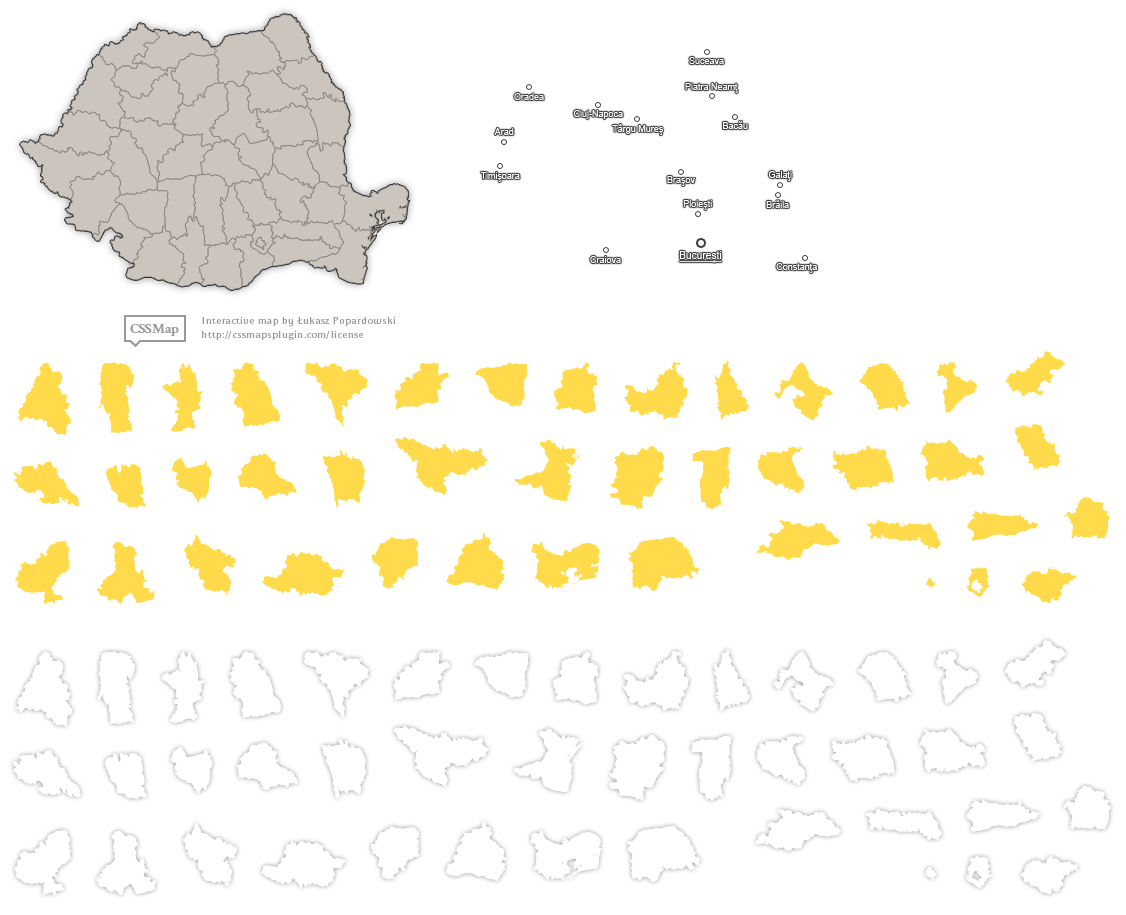 Suceava
Piatra Neamţ
Oradea
Cluj-Napoca
Târgu Mureş
Bacău
Arad
Timişoara
Braşov
Galaţi
Ploieşti
Brăila
Bucureşti
Craiova
Constanţa
CSSMap
Interactive map by Łukasz Popardowski
http://cssmapsplugin.com/license